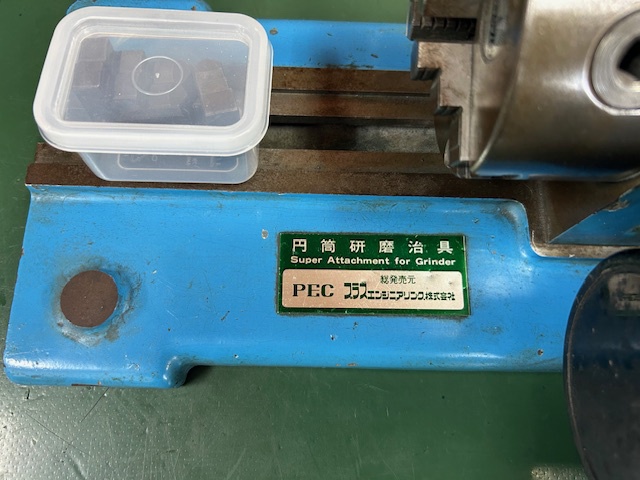 円筒研磨治具
Super Attachment for Grinder
総発売元
PEC プラスエンジニアリング株式会社